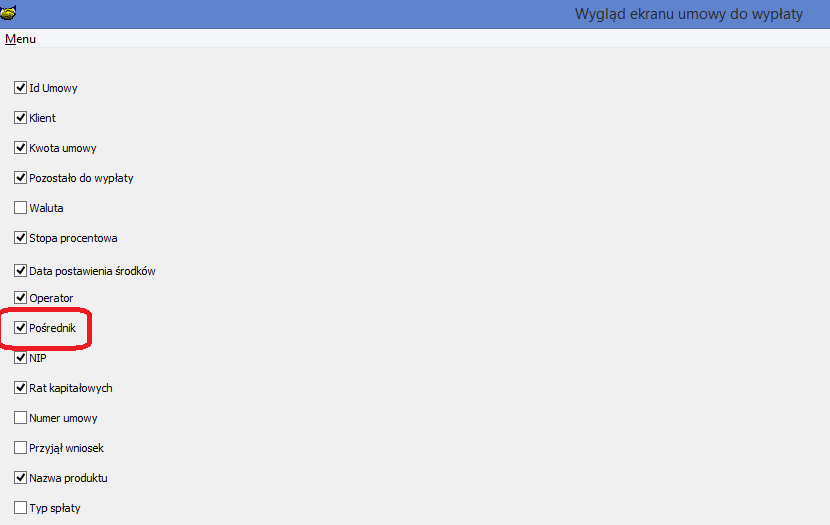 Wygląd ekranu umowy do wypłaty
Menu
Id Umowy
Klient
Kwota umowy
Pozostało do wypłaty
Waluta
Stopa procentowa
Data postawienia środków
Operator
Pośrednik
NIP
Rat kapitałowych
Numer umowy
Przyjął wniosek
Nazwa produktu
Typ spłaty